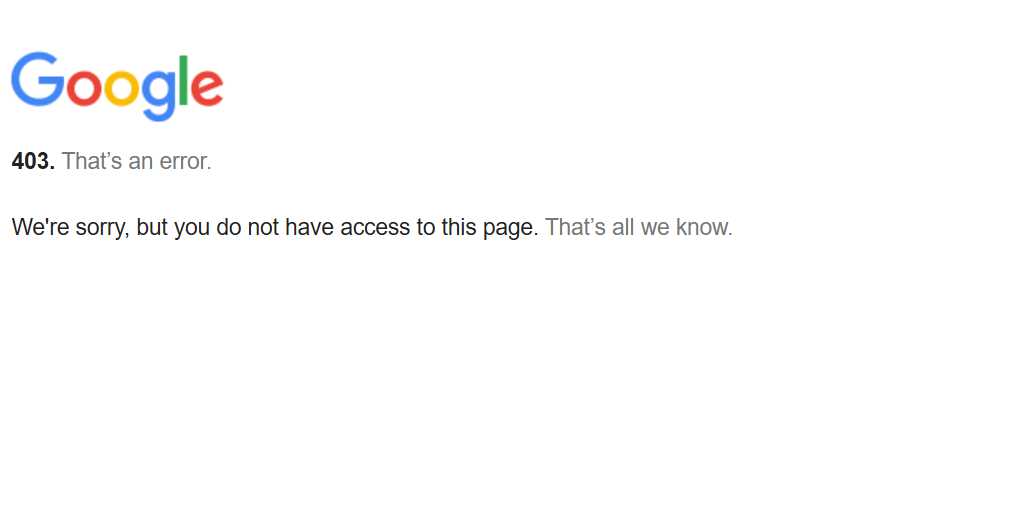 Google
403. That’s an error.
We're sorry, but you do not have access to this page. That’s all we know.